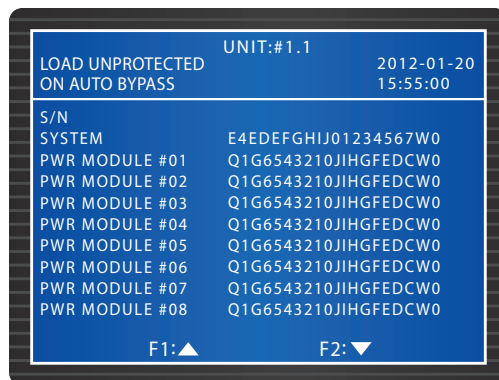 UNIT:#1.1
LOAD UNPROTECTED 2012-01-20
ON AUTO BYPASS 15:55:00
S/N
SYSTEM E4EDEFGHIJ01234567W0
PWR MODULE #01 Q1G6543210JIHGFEDCW0
PWR MODULE #02 Q1G6543210JIHGFEDCW0
PWR MODULE #03 Q1G6543210JIHGFEDCW0
PWR MODULE #04 Q1G6543210JIHGFEDCW0
PWR MODULE #05 Q1G6543210JIHGFEDCW0
PWR MODULE #06 Q1G6543210JIHGFEDCW0
PWR MODULE #07 Q1G6543210JIHGFEDCW0
PWR MODULE #08 Q1G6543210JIHGFEDCW0
F1:▲ F2:▼